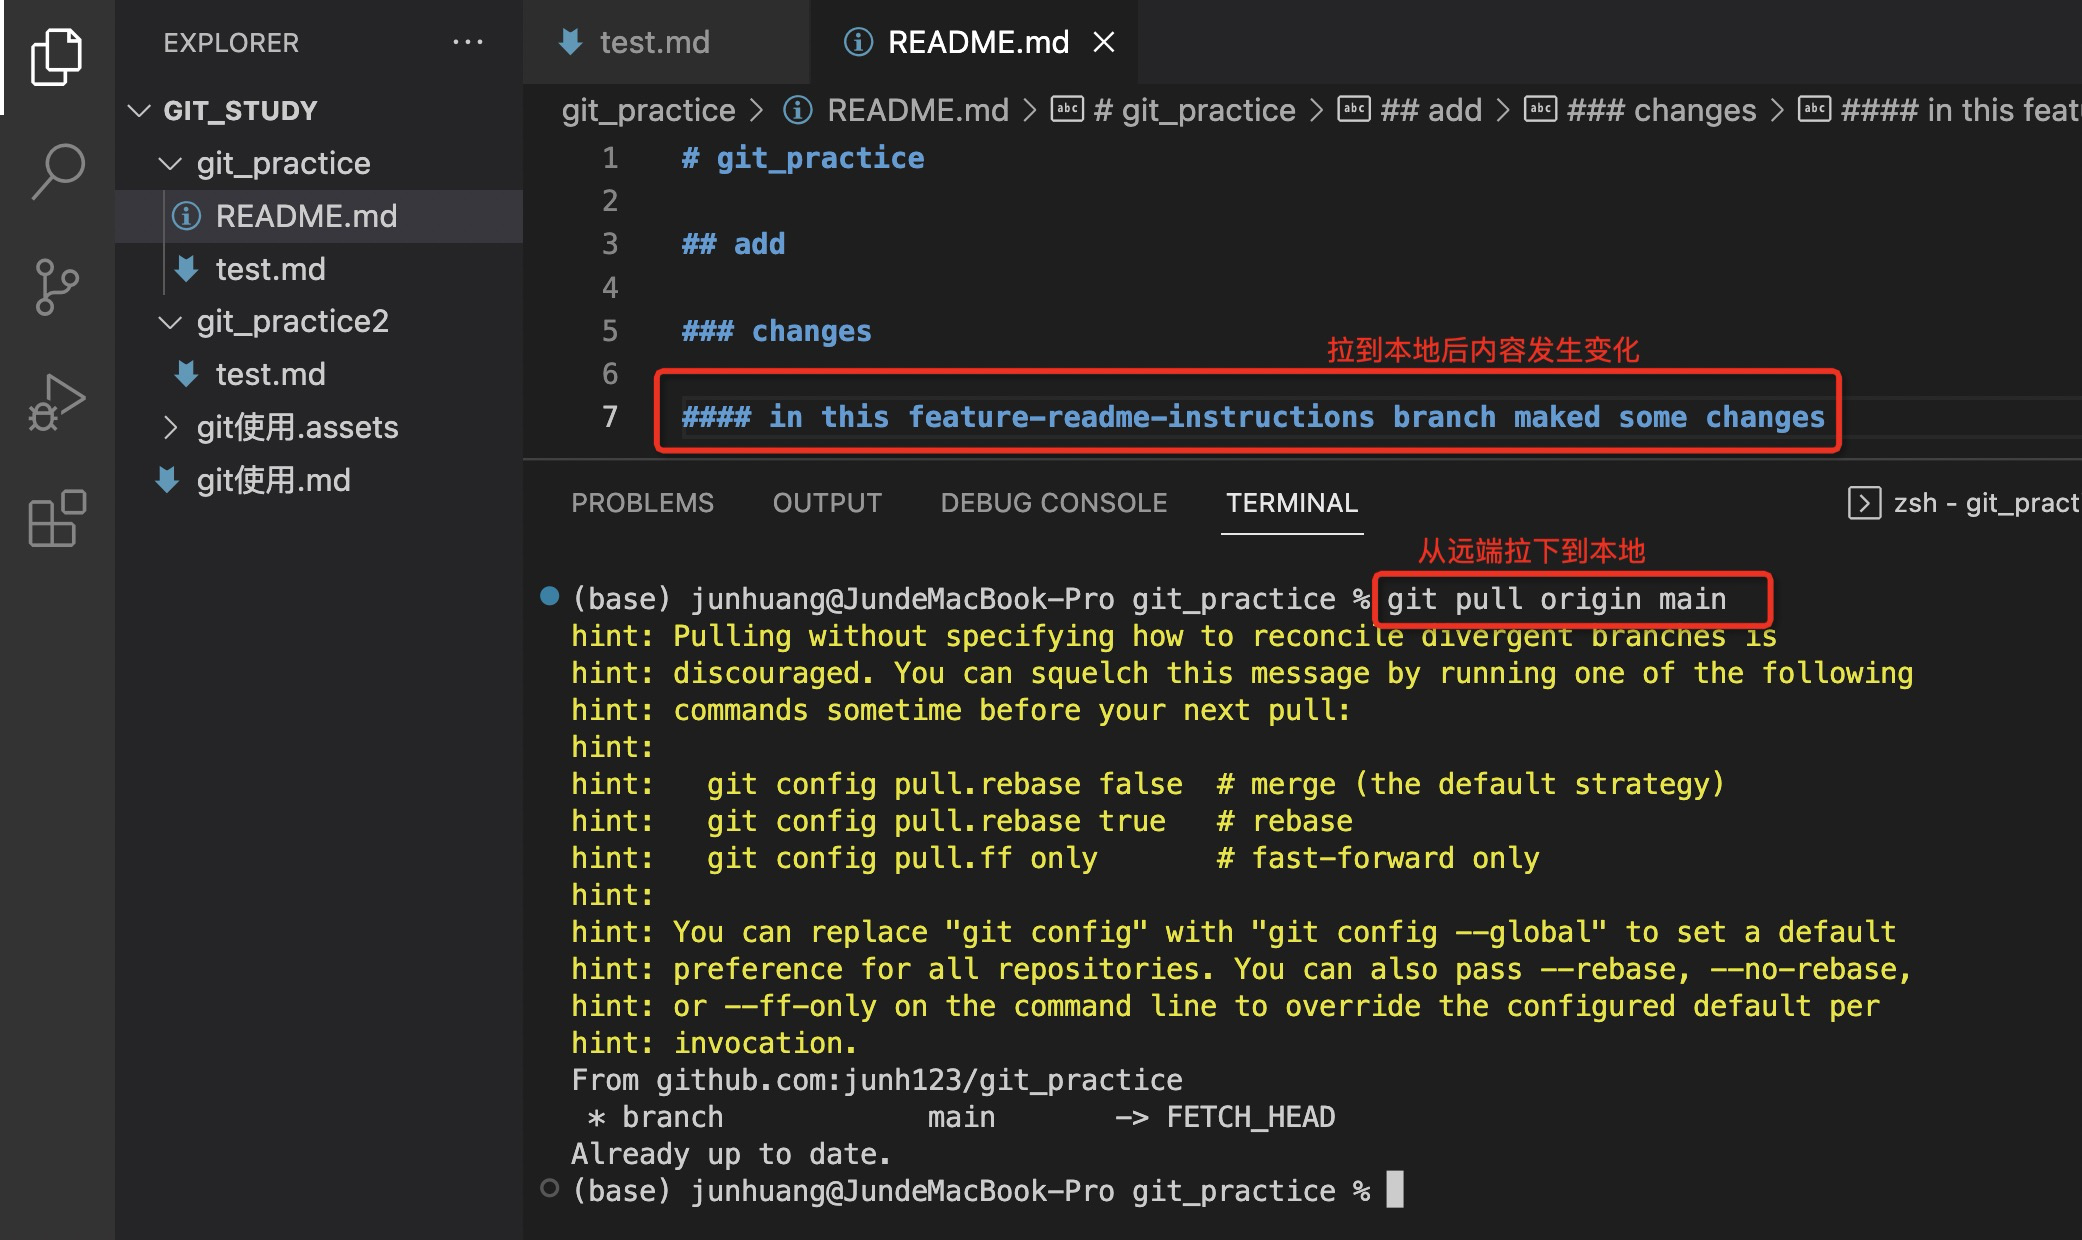 EXPLORER
GIT_STUDY
git_practice
README.md
test.md
git_practice2
test.md
git使用.assets
git使用.md
test.md
README.md
git_practice > README.md > # git_practice > ## add > ### changes > #### in this featu
1 # git_practice
2
3 ## add
4
5 ### changes
拉到本地后内容发生变化
6
7 #### in this feature-readme-instructions branch maked some changes
PROBLEMS OUTPUT DEBUG CONSOLE TERMINAL
zsh - git_pract
从远端拉下到本地
(base) junhuang@JundeMacBook-Pro git_practice % git pull origin main
hint: Pulling without specifying how to reconcile divergent branches is
hint: discouraged. You can squelch this message by running one of the following
hint: commands sometime before your next pull:
hint:
hint:   git config pull.rebase false  # merge (the default strategy)
hint:   git config pull.rebase true   # rebase
hint:   git config pull.ff only       # fast-forward only
hint:
hint: You can replace "git config" with "git config --global" to set a default
hint: preference for all repositories. You can also pass --rebase, --no-rebase,
hint: or --ff-only on the command line to override the configured default per
hint: invocation.
From github.com:junh123/git_practice
 * branch            main       -> FETCH_HEAD
Already up to date.
(base) junhuang@JundeMacBook-Pro git_practice %